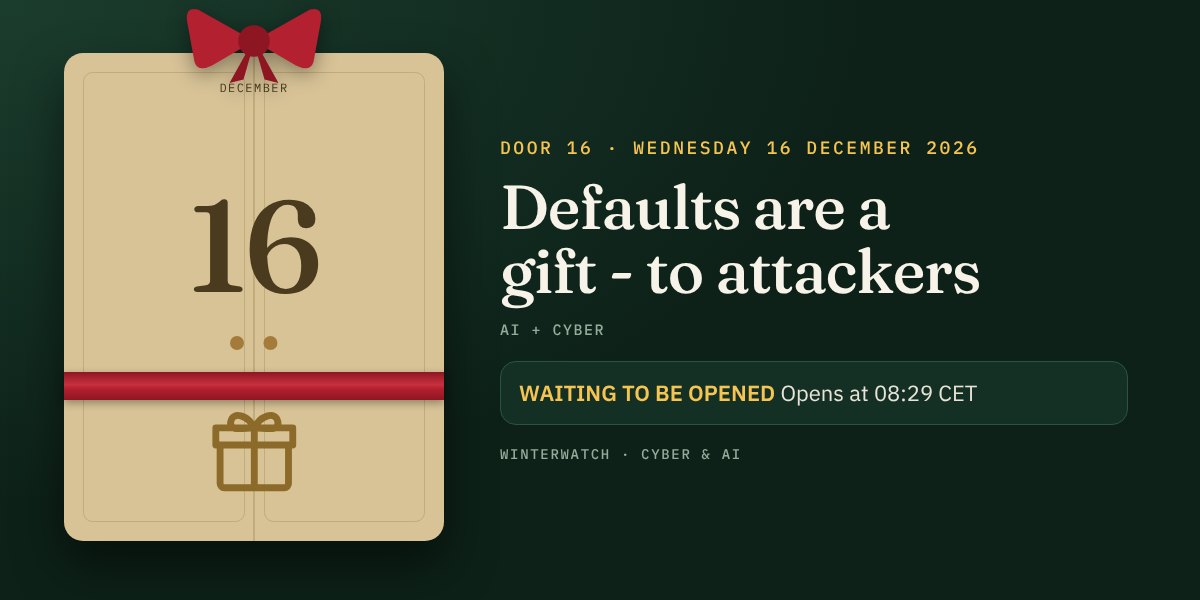 DECEMBER
16
DOOR 16 · WEDNESDAY 16 DECEMBER 2026
Defaults are a
gift - to attackers
AI + CYBER
WAITING TO BE OPENED Opens at 08:29 CET
WINTERWATCH · CYBER & AI